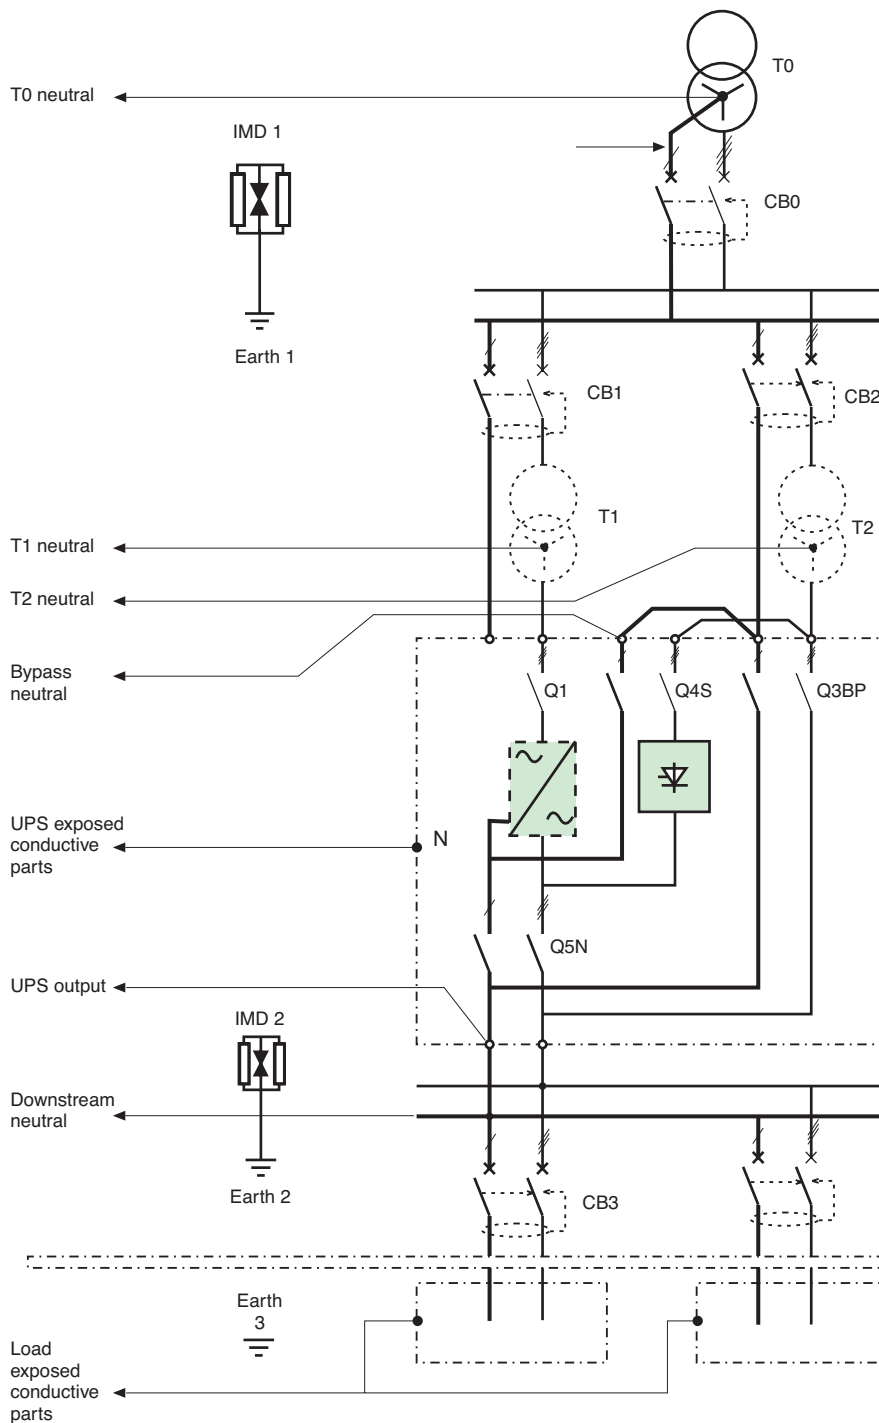 T0
T0 neutral
IMD 1
CB0
Earth 1
CB1
CB2
T1
T2
T1 neutral
T2 neutral
Bypass
neutral
Q1
Q4S
Q3BP
UPS exposed
conductive
parts
N
Q5N
UPS output
IMD 2
Downstream
neutral
Earth 2
CB3
Earth
3
Load
exposed
conductive
parts